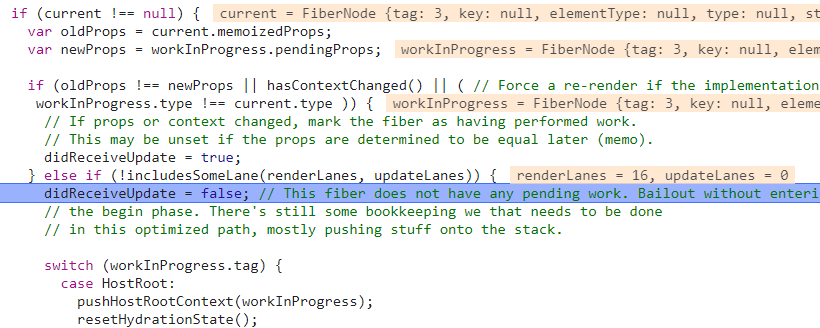 if (current !== null) { current = FiberNode {tag: 3, key: null, elementType: null, type: null, st
var oldProps = current.memoizedProps;
var newProps = workInProgress.pendingProps; workInProgress = FiberNode {tag: 3, key: null, elem
if (oldProps !== newProps || hasContextChanged() || ( // Force a re-render if the implementation
workInProgress.type !== current.type )) { workInProgress = FiberNode {tag: 3, key: null, eleme
// If props or context changed, mark the fiber as having performed work.
// This may be unset if the props are determined to be equal later (memo).
didReceiveUpdate = true;
} else if (!includesSomeLane(renderLanes, updateLanes)) { renderLanes = 16, updateLanes = 0
didReceiveUpdate = false; // This fiber does not have any pending work. Bailout without enteri
// the begin phase. There's still some bookkeeping we that needs to be done
// in this optimized path, mostly pushing stuff onto the stack.
switch (workInProgress.tag) {
case HostRoot:
pushHostRootContext(workInProgress);
resetHydrationState();